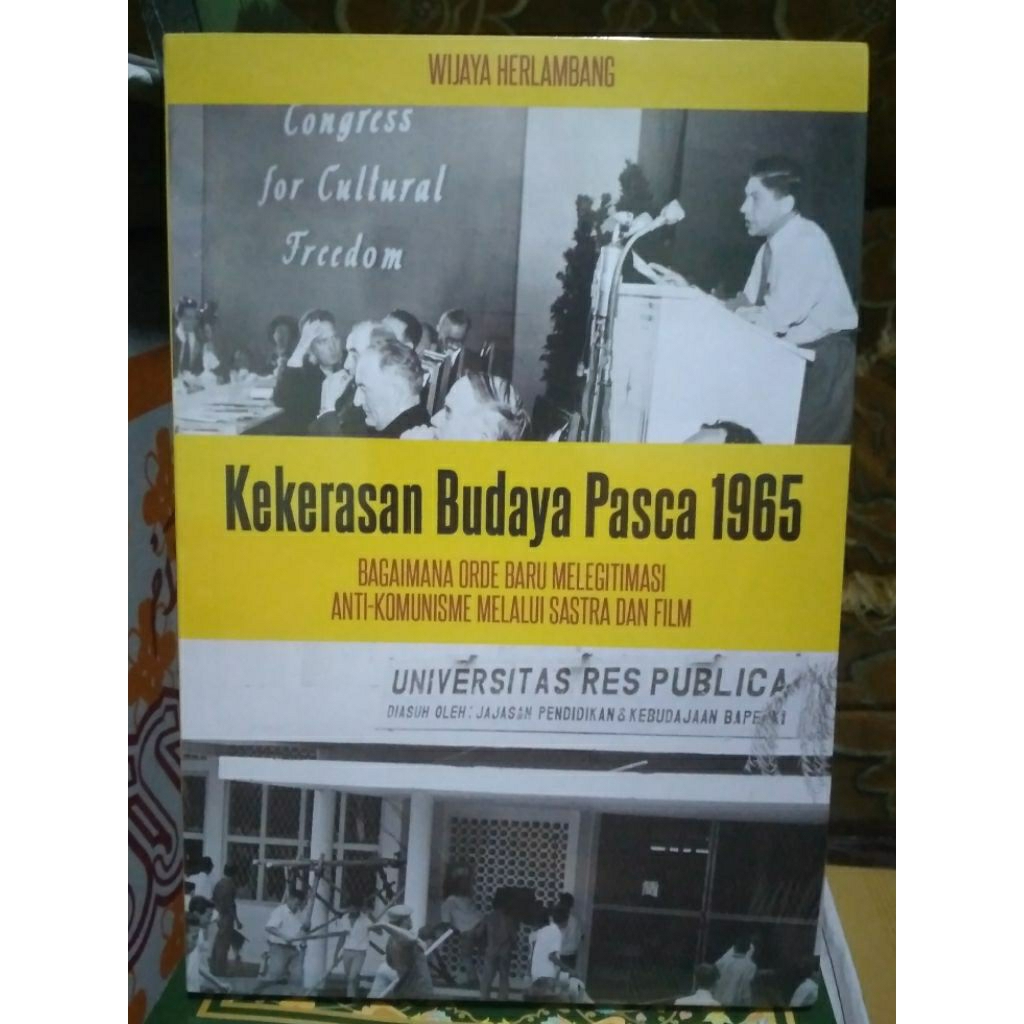 WIJAYA HERLAMBANG
Congress
for Cultural
Freedom
Kekerasan Budaya Pasca 1965
BAGAIMANA ORDE BARU MELEGITIMASI
ANTI-KOMUNISME MELALUI SASTRA DAN FILM
UNIVERSITAS RES PUBLICA
DIASUH OLEH: JAJASAN PENDIDIKAN & KEBUDAJAAN BAPERKI